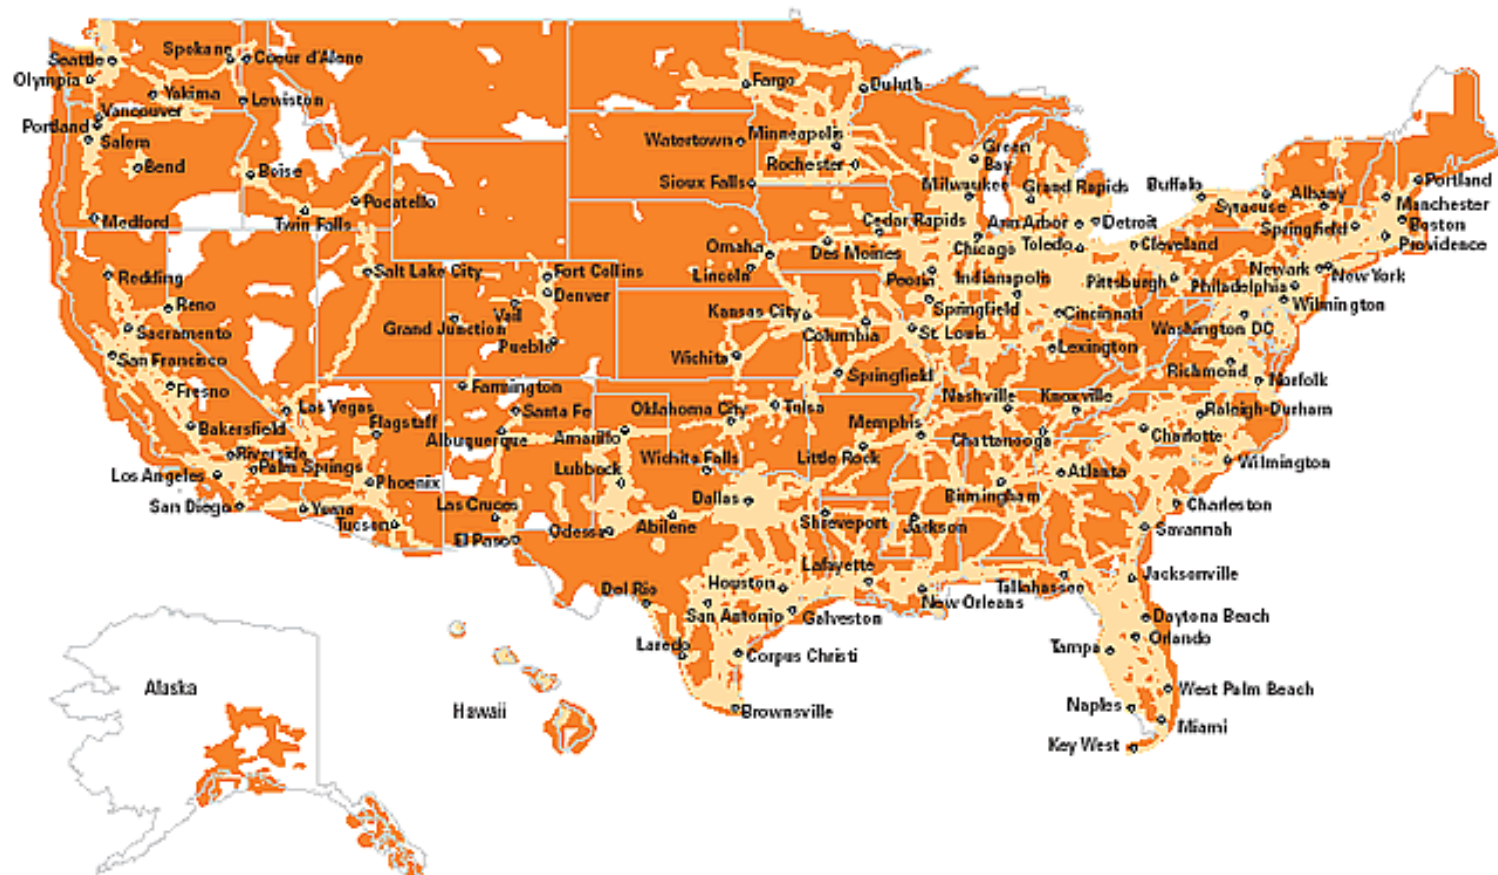 Spokane
Coeur d'Alene
Seattle
Olympia
Yakima
Lewiston
Vancouver
Portland
Salem
Bend
Boise
Pocatello
Medford
Twin Falls
Fargo
Duluth
Watertown
Minneapolis
Rochester
Sioux Falls
Green
Bay
Milwaukee
Grand Rapids
Buffalo
Albany
Portland
Syracuse
Manchester
Boston
Springfield
Providence
Cedar Rapids
Ann Arbor
Detroit
Omaha
Des Moines
Chicago
Toledo
Cleveland
Lincoln
Peoria
Indianapolis
Pittsburgh
Newark
New York
Philadelphia
Wilmington
Redding
Salt Lake City
Fort Collins
Denver
Reno
Vail
Sacramento
Grand Junction
Pueblo
San Francisco
Fresno
Kansas City
Columbia
Springfield
St. Louis
Cincinnati
Washington DC
Lexington
Wichita
Springfield
Richmond
Norfolk
Farmington
Las Vegas
Santa Fe
Flagstaff
Bakersfield
Albuquerque
Amarillo
Oklahoma City
Tulsa
Nashville
Knoxville
Raleigh-Durham
Memphis
Chattanooga
Charlotte
Riverside
Palm Springs
Los Angeles
Phoenix
Lubbock
Wichita Falls
Little Rock
Atlanta
Wilmington
San Diego
Yuma
Tucson
Las Cruces
El Paso
Odessa
Abilene
Dallas
Shreveport
Jackson
Birmingham
Charleston
Savannah
Lafayette
Houston
Del Rio
San Antonio
Galveston
New Orleans
Tallahassee
Jacksonville
Daytona Beach
Orlando
Tampa
Laredo
Corpus Christi
Brownsville
West Palm Beach
Naples
Miami
Key West
Alaska
Hawaii